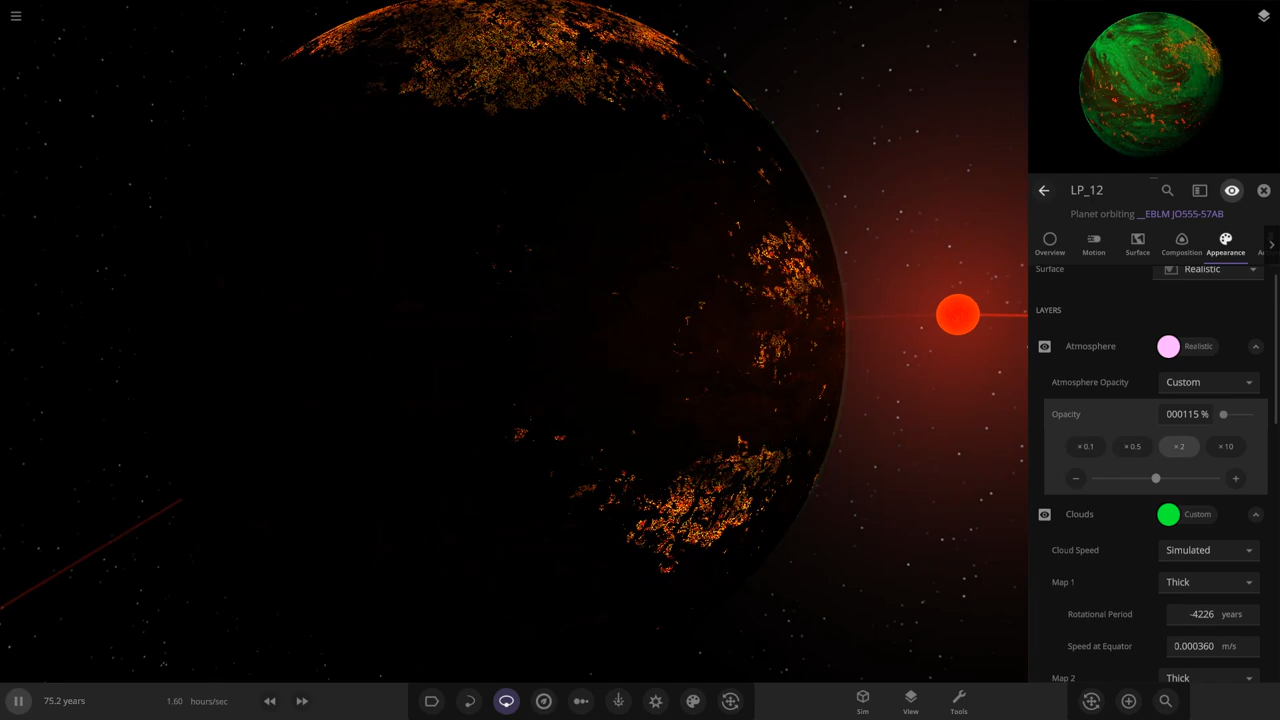 LP_12
Planet orbiting __EBLM JO555-57AB
Overview Motion Surface Composition Appearance
Surface Realistic
LAYERS
Atmosphere Realistic
Atmosphere Opacity Custom
Opacity 000115 %
× 0.1 × 0.5 × 2 × 10
Clouds Custom
Cloud Speed Simulated
Map 1 Thick
Rotational Period -4226 years
Speed at Equator 0.000360 m/s
Map 2 Thick
75.2 years 1.60 hours/sec Sim View Tools